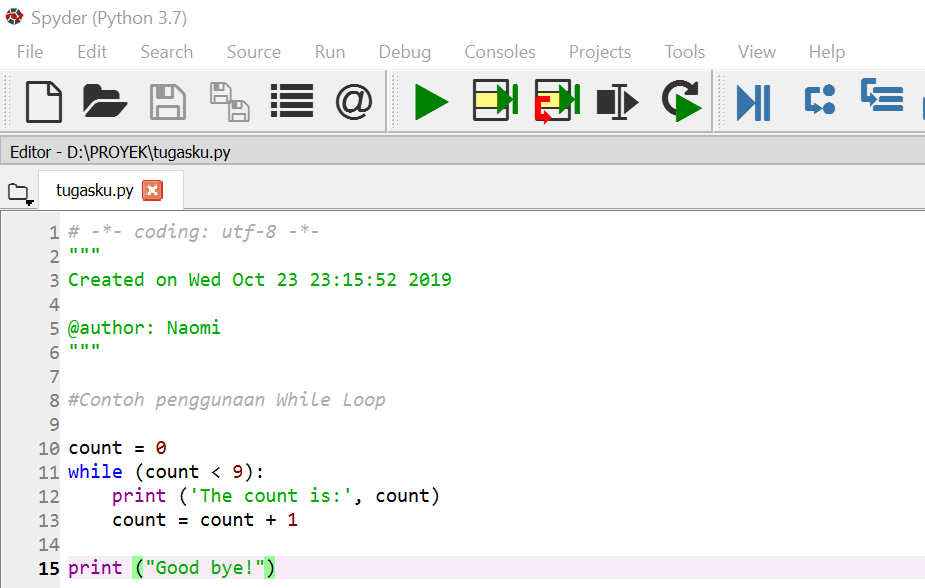 Spyder (Python 3.7)
File Edit Search Source Run Debug Consoles Projects Tools View Help
@
Editor - D:\PROYEK\tugasku.py
tugasku.py
1 # -*- coding: utf-8 -*-
2 """
3 Created on Wed Oct 23 23:15:52 2019
4
5 @author: Naomi
6 """
7
8 #Contoh penggunaan While Loop
9
10 count = 0
11 while (count < 9):
12     print ('The count is:', count)
13     count = count + 1
14
15 print ("Good bye!")